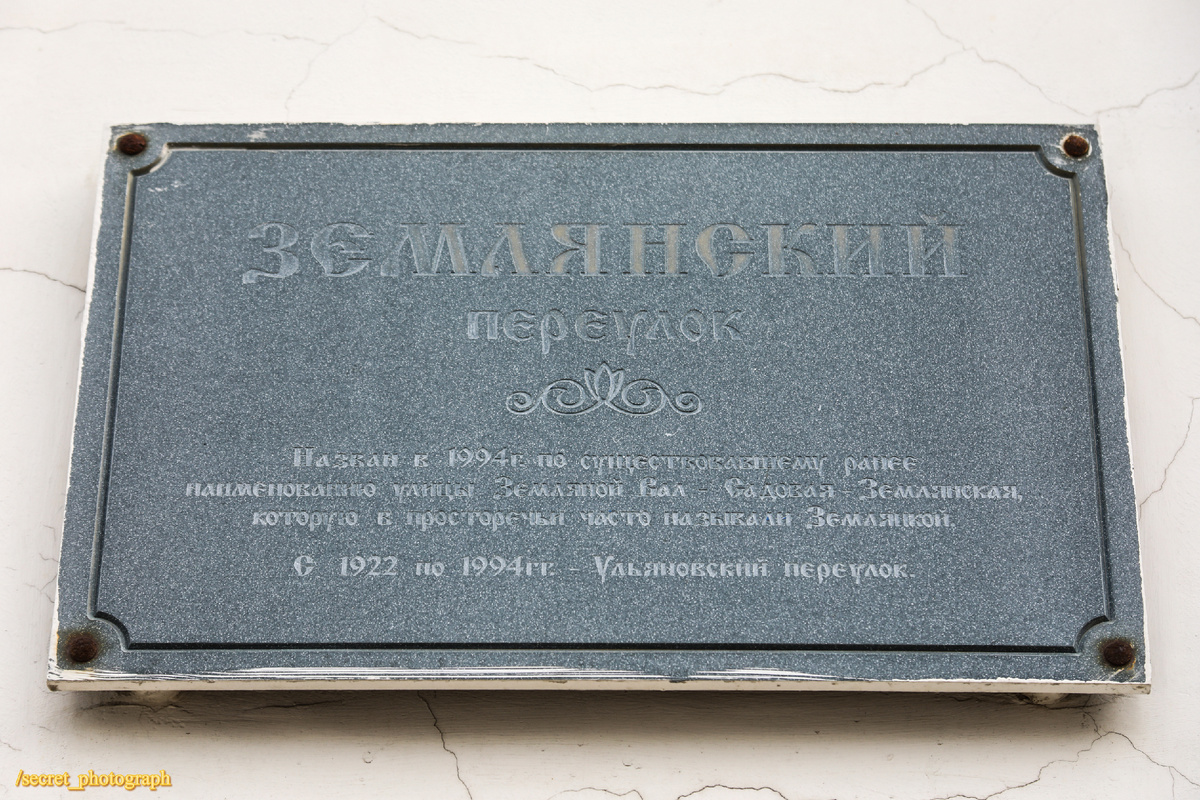 ЗЕМЛЯНСКИЙ
переулок
Назван в 1994г. по существовавшему ранее
наименованию улицы Земляной Вал - Садовая - Землянская,
которую в просторечьи часто называли Землянкой.
С 1922 по 1994гг. - Ульяновский переулок.
/secret_photograph